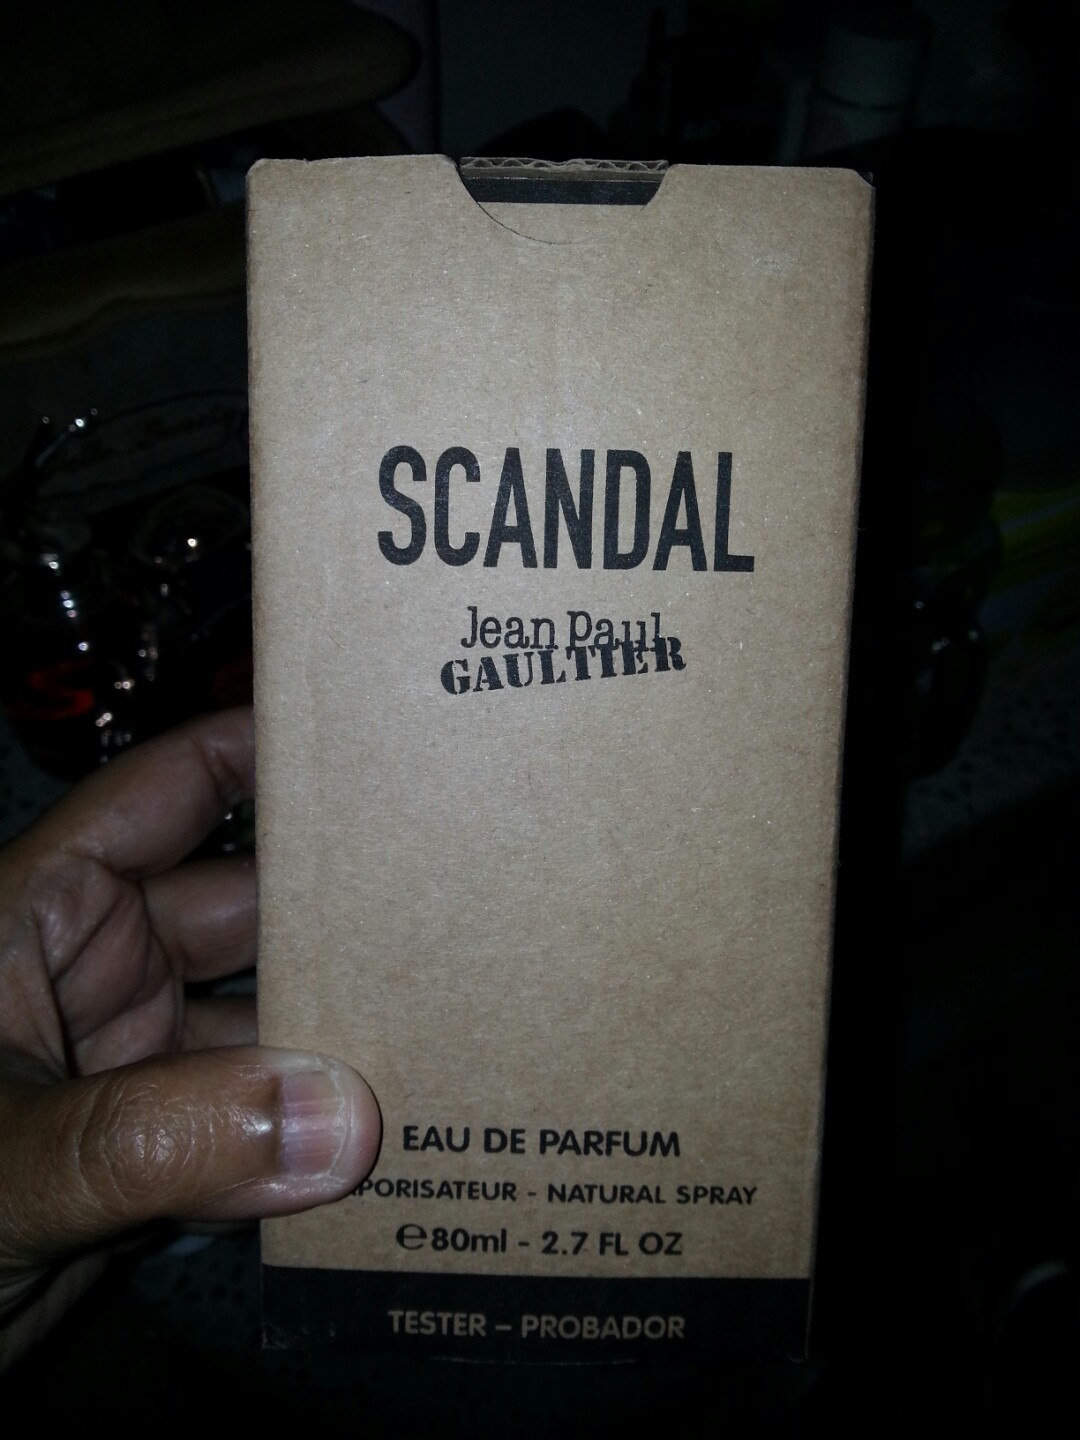 SCANDAL
Jean Paul
GAULTIER
EAU DE PARFUM
- NATURAL SPRAY
℮80ml - 2.7 FL OZ
TESTER – PROBADOR